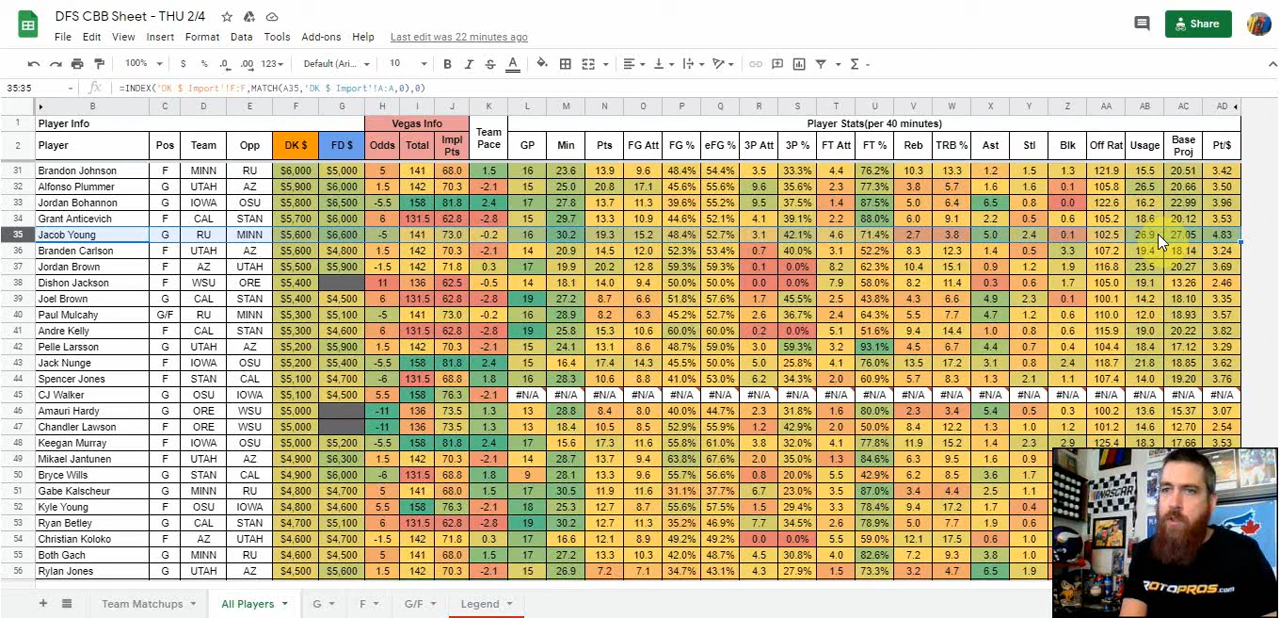 DFS CBB Sheet - THU 2/4
File Edit View Insert Format Data Tools Add-ons Help Last edit was 22 minutes ago
Share
100% $ % .0 .00 123 Default (Ari... 10 B I S A
35:35 fx =INDEX('DK $ Import'!F:F,MATCH(A35,'DK $ Import'!A:A,0),0)
B C D E F G H I J K L M N O P Q R S T U V W X Y Z AA AB AC AD
1 Player Info Vegas Info Team Pace Player Stats(per 40 minutes)
2 Player Pos Team Opp DK $ FD $ Odds Total Impl Pts GP Min Pts FG Att FG % eFG % 3P Att 3P % FT Att FT % Reb TRB % Ast Stl Blk Off Rat Usage Base Proj Pt/$
31 Brandon Johnson F MINN RU $6,000 $5,000 5 141 68.0 1.5 16 23.6 13.9 9.6 48.4% 54.4% 3.5 33.3% 4.4 76.2% 10.3 13.3% 1.2 1.5 1.3 121.9 15.5 20.51 3.42
32 Alfonso Plummer G UTAH AZ $5,900 $5,000 1.5 142 70.3 -2.1 15 25.0 20.8 17.1 45.6% 55.6% 9.6 35.6% 2.3 77.3% 3.8 5.7% 1.6 1.6 0.1 105.8 26.5 20.66 3.50
33 Jordan Bohannon G IOWA OSU $5,800 $6,500 -5.5 158 81.8 2.4 17 27.8 13.7 11.3 39.6% 55.2% 9.5 37.4% 1.5 87.5% 2.3 3.4% 6.5 0.8 0.0 122.6 16.2 22.99 3.96
34 Grant Anticevich F CAL STAN $5,700 $6,000 6 131.5 62.8 -2.8 15 29.7 13.3 10.9 44.6% 52.9% 4.1 39.1% 2.2 88.0% 6.0 9.0% 2.2 0.5 0.6 105.2 18.6 20.12 3.53
35 Jacob Young G RU MINN $5,600 $6,600 -5 141 73.0 -0.2 16 30.2 19.3 15.2 48.4% 52.7% 3.1 42.1% 4.6 71.4% 2.7 3.8% 5.0 2.4 0.1 102.5 26.9 27.05 4.83
36 Branden Carlson F UTAH AZ $5,600 $4,800 1.5 142 70.3 -2.1 14 20.9 14.5 12.0 52.3% 53.4% 0.7 40.0% 3.2 52.2% 8.3 12.4% 1.4 0.5 3.3 107.2 19.4 18.14 3.24
37 Jordan Brown F AZ UTAH $5,500 $5,900 -1.5 142 71.8 0.3 17 19.9 20.2 12.8 59.3% 59.3% 0.1 0.0% 8.2 62.3% 10.4 15.1% 0.9 1.2 1.9 116.8 23.5 20.27 3.69
38 Dishon Jackson F WSU ORE $5,400 11 136 62.5 -0.5 14 18.1 14.0 9.4 50.0% 50.0% 0.0 0.0% 7.9 58.0% 8.2 11.4% 0.3 0.6 1.7 103.0 19.1 13.26 2.46
39 Joel Brown G CAL STAN $5,400 $4,500 6 131.5 62.8 -2.8 19 27.2 8.7 6.6 51.8% 57.6% 1.7 45.5% 2.5 43.8% 4.3 6.6% 4.9 2.3 0.1 100.1 14.2 18.10 3.35
40 Paul Mulcahy G/F RU MINN $5,300 $5,100 -5 141 73.0 -0.2 16 28.9 8.2 6.3 45.2% 52.7% 2.6 36.7% 2.4 64.3% 5.5 7.7% 4.7 1.2 0.6 110.0 12.0 18.93 3.57
41 Andre Kelly F CAL STAN $5,300 $4,600 6 131.5 62.8 -2.8 19 25.8 15.3 10.6 60.0% 60.0% 0.2 0.0% 5.1 51.6% 9.4 14.4% 1.0 0.8 0.6 115.9 19.0 20.22 3.82
42 Pelle Larsson G UTAH AZ $5,200 $5,900 1.5 142 70.3 -2.1 15 24.1 13.1 8.6 48.7% 59.1% 3.0 59.3% 3.2 93.1% 4.5 6.7% 4.4 0.7 0.4 112.0 18.4 17.12 3.29
43 Jack Nunge F IOWA OSU $5,200 $5,400 -5.5 158 81.8 2.4 15 16.4 17.4 14.3 45.5% 50.0% 5.0 25.8% 4.1 76.0% 13.5 17.2% 3.1 0.8 2.4 118.7 21.8 18.85 3.62
44 Spencer Jones F STAN CAL $5,100 $4,700 -6 131.5 68.8 1.8 17 28.3 10.6 8.8 41.0% 53.0% 6.2 34.3% 2.0 60.9% 5.7 8.3% 1.3 2.1 1.1 107.4 14.0 19.20 3.76
45 CJ Walker G OSU IOWA $5,100 $4,500 5.5 158 76.3 -2.1 #N/A #N/A #N/A #N/A #N/A #N/A #N/A #N/A #N/A #N/A #N/A #N/A #N/A #N/A #N/A #N/A #N/A #N/A #N/A
46 Amauri Hardy G ORE WSU $5,000 -11 136 73.5 1.3 13 28.8 8.4 8.0 40.0% 44.7% 2.3 31.8% 1.6 80.0% 2.3 3.4% 5.4 0.5 0.3 100.2 13.6 15.37 3.07
47 Chandler Lawson F ORE WSU $5,000 -11 136 73.5 1.3 13 18.4 10.5 8.5 52.0% 54.0% 1.2 42.9% 2.0 50.0% 8.4 12.2% 1.3 1.0 1.2 102.7 14.6 12.70 2.54
48 Keegan Murray F IOWA OSU $5,000 $5,200 -5.5 158 81.8 2.4 17 15.6 17.3 11.9 55.8% 61.0% 3.8 32.0% 4.1 77.8% 11.9 15.2% 1.4 2.3 2.9 125.4 18.3 17.66 3.53
49 Mikael Jantunen F UTAH AZ $4,900 $6,300 1.5 142 70.3 -2.1 14 28.7 13.7 9.4 63.8% 67.6% 2.0 35.7% 1.3 84.6% 6.3 9.5% 1.6 0.9
50 Bryce Wills G STAN CAL $4,900 $6,000 -6 131.5 68.8 1.8 9 28.1 13.3 9.6 55.7% 56.6% 0.8 20.0% 5.5 42.9% 6.2 8.5% 3.6 1.7
51 Gabe Kalscheur G MINN RU $4,800 $4,700 5 141 68.0 1.5 17 30.5 11.9 11.6 31.1% 37.7% 6.7 23.0% 3.5 87.0% 3.4 4.4% 2.5 1.1
52 Kyle Young F OSU IOWA $4,800 $4,600 5.5 158 76.3 -2.1 18 25.3 12.7 8.7 55.6% 57.5% 1.5 29.4% 3.3 78.4% 9.4 17.2% 1.7 0.4
53 Ryan Betley G CAL STAN $4,700 $5,100 6 131.5 62.8 -2.8 19 30.2 12.7 11.3 35.2% 46.9% 7.7 34.5% 2.6 78.9% 5.0 7.7% 1.9 0.6
54 Christian Koloko F AZ UTAH $4,700 $4,600 -1.5 142 71.8 0.3 17 16.6 12.1 8.9 49.2% 49.2% 0.0 0.0% 5.5 59.0% 12.1 17.5% 0.6 1.0
55 Both Gach G MINN RU $4,600 $4,500 5 141 68.0 1.5 16 27.2 13.3 10.3 42.0% 48.7% 4.5 30.8% 4.0 82.6% 7.2 9.3% 3.8 1.0
56 Rylan Jones G UTAH AZ $4,500 $5,600 1.5 142 70.3 -2.1 15 26.9 7.2 7.1 34.7% 43.1% 4.3 27.9% 1.5 73.3% 3.2 4.7% 6.5 1.9
ROTOPROS.COM
Team Matchups All Players G F G/F Legend